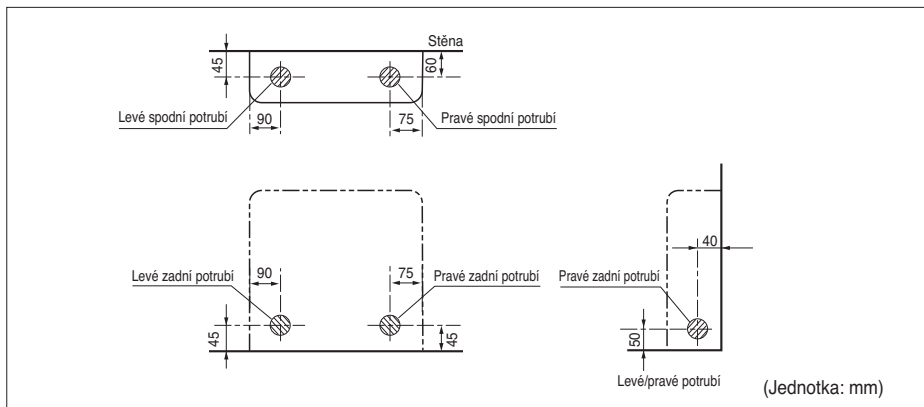 Stěna
45
60
Levé spodní potrubí
90
75
Pravé spodní potrubí
Levé zadní potrubí
90
75
Pravé zadní potrubí
45
45
Pravé zadní potrubí
40
50
Levé/pravé potrubí
(Jednotka: mm)